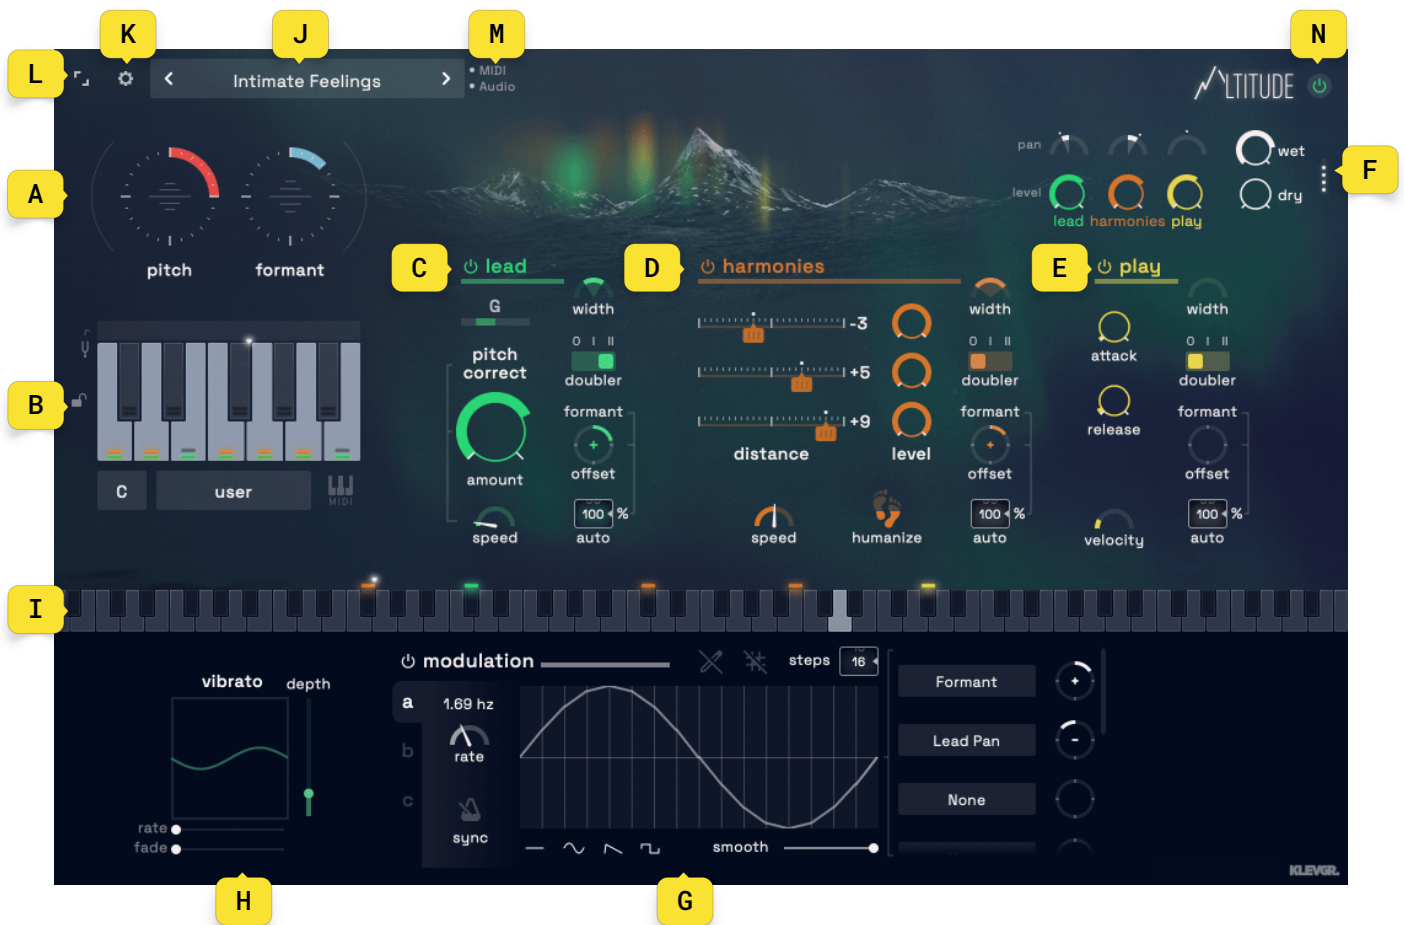 K
J
M
N
L
Intimate Feelings
• MIDI
• Audio
ALTITUDE
pan
wet
A
F
level
dry
lead harmonies play
pitch
formant
C
lead
D
harmonies
E
play
G
width
width
width
-3
pitch
correct
O I II
doubler
O I II
doubler
attack
O I II
doubler
+5
B
formant
formant
release
formant
+9
distance
level
amount
offset
offset
offset
C
user
MIDI
100 %
100 %
100 %
speed
auto
speed
humanize
auto
velocity
auto
I
modulation
steps
16
vibrato
depth
a
1.69 hz
Formant
b
rate
Lead Pan
c
None
sync
rate
fade
smooth
KLEVGR.
H
G